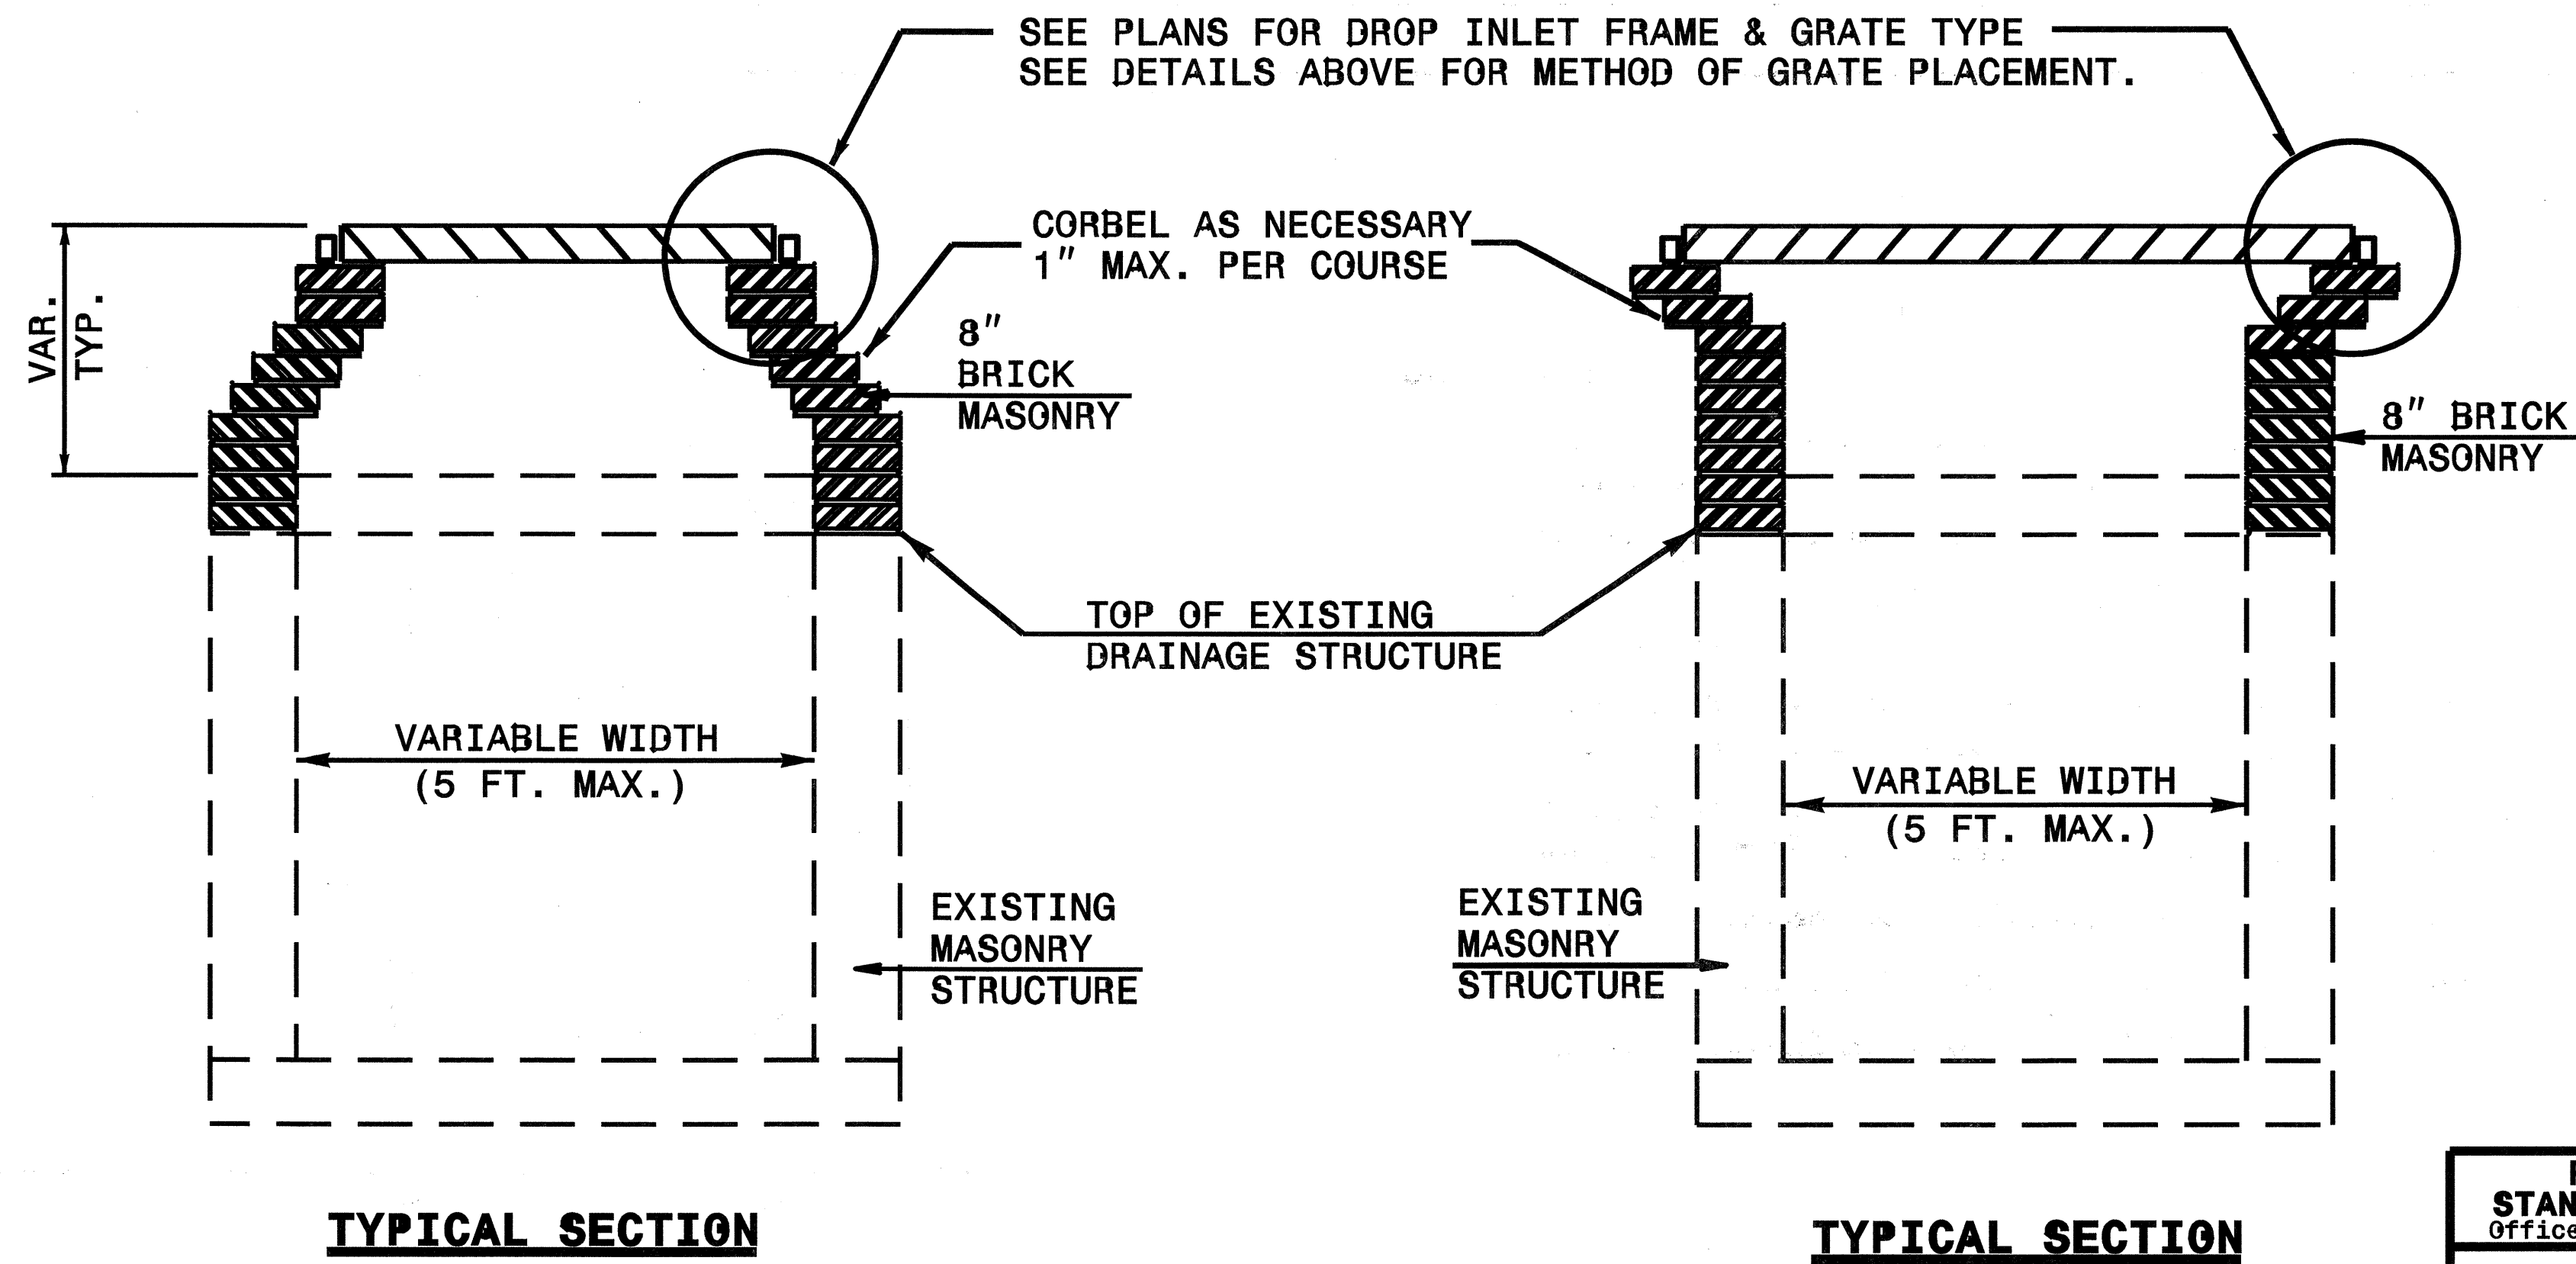 SEE PLANS FOR DROP INLET FRAME & GRATE TYPE
SEE DETAILS ABOVE FOR METHOD OF GRATE PLACEMENT.
CORBEL AS NECESSARY
1" MAX. PER COURSE
VAR.
TYP.
8"
BRICK
MASONRY
8" BRICK
MASONRY
TOP OF EXISTING
DRAINAGE STRUCTURE
VARIABLE WIDTH
(5 FT. MAX.)
VARIABLE WIDTH
(5 FT. MAX.)
EXISTING
MASONRY
STRUCTURE
EXISTING
MASONRY
STRUCTURE
TYPICAL SECTION
TYPICAL SECTION
STAN
Office